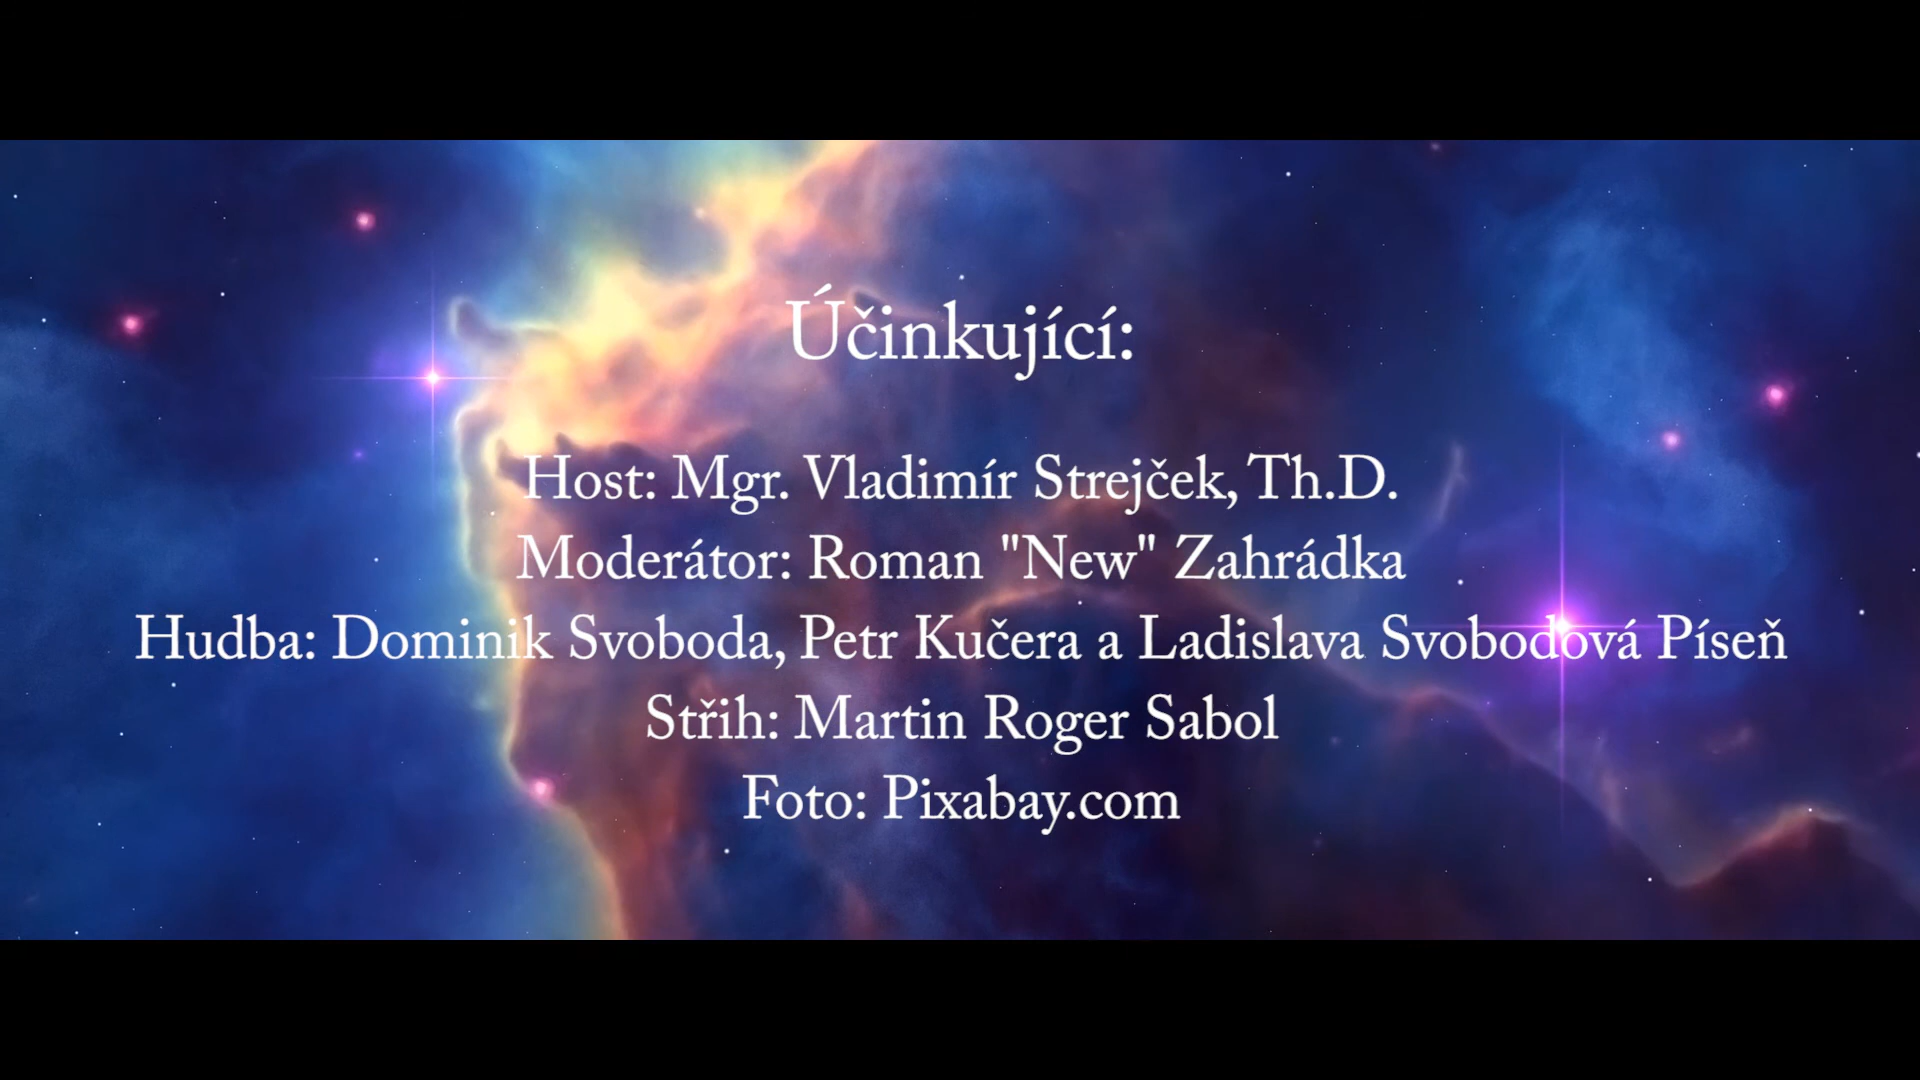 Účinkující:
Host: Mgr. Vladimír Strejček, Th.D.
Moderátor: Roman "New" Zahrádka
Hudba: Dominik Svoboda, Petr Kučera a Ladislava Svobodová Píseň
Střih: Martin Roger Sabol
Foto: Pixabay.com